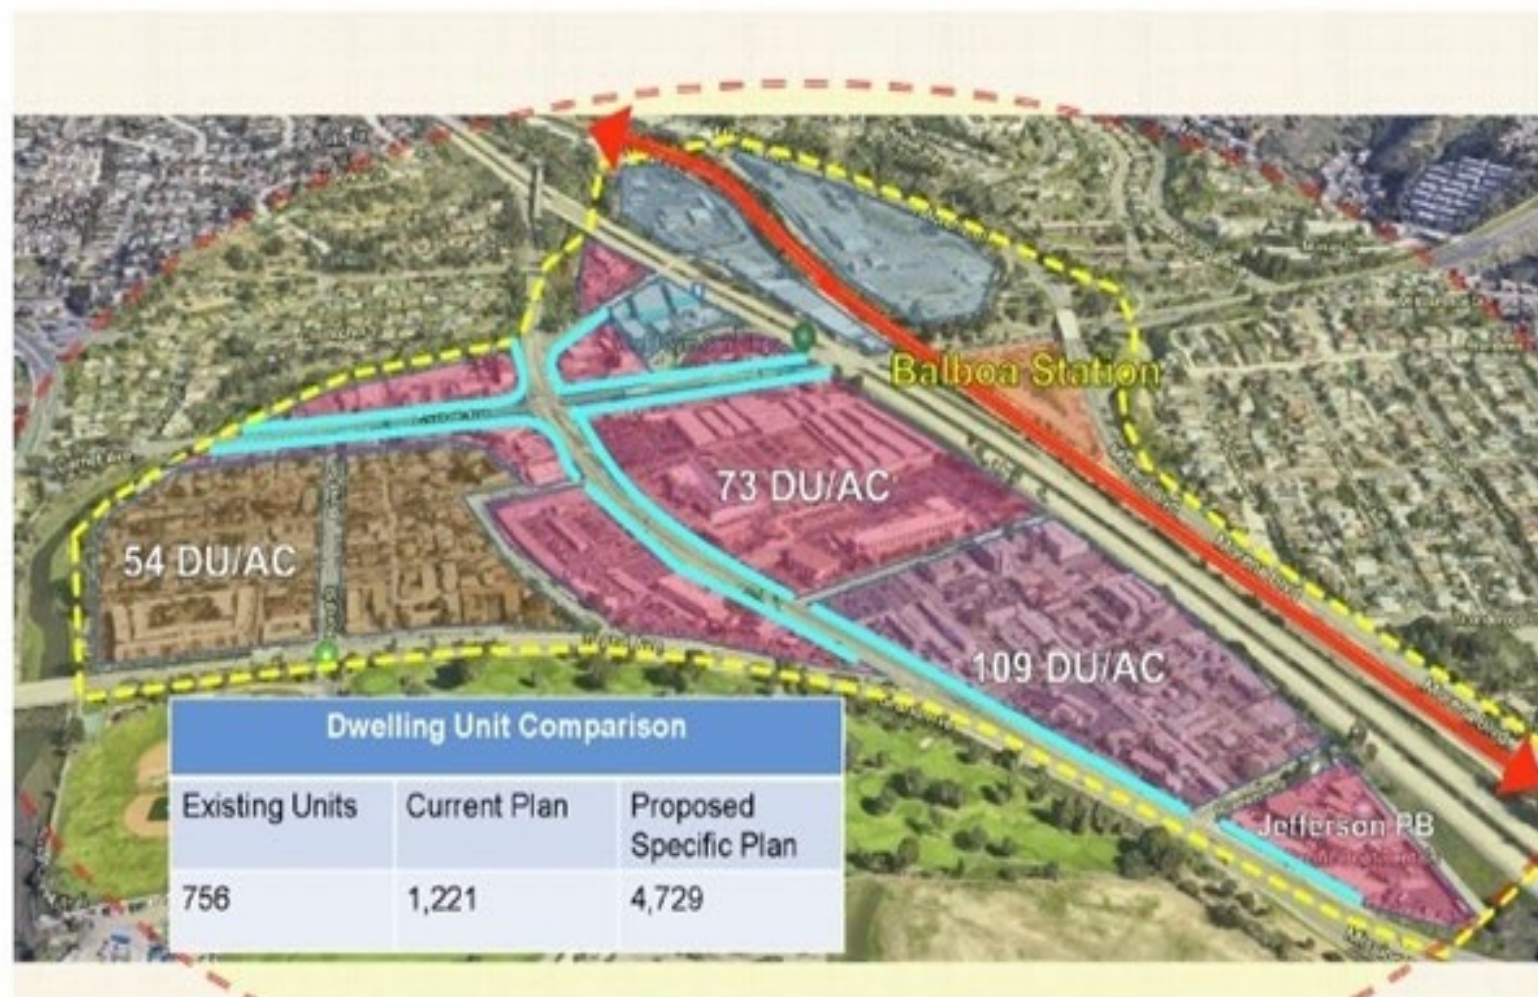 Balboa Station
73 DU/AC
54 DU/AC
109 DU/AC
Jefferson PB
Dwelling Unit Comparison
Existing Units
Current Plan
Proposed
Specific Plan
756
1,221
4,729